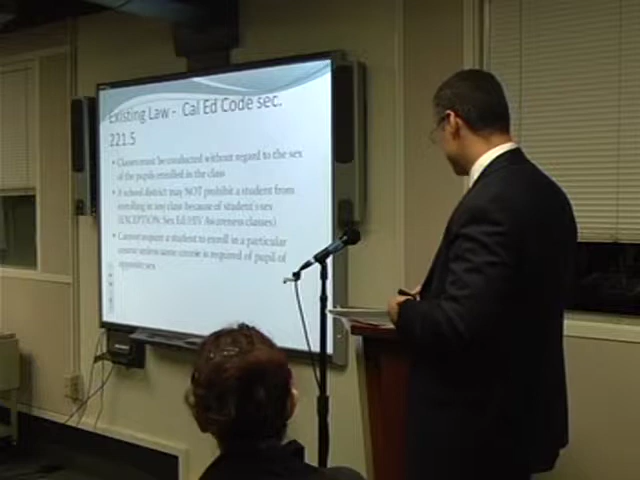 Existing Law - Cal Ed Code sec.
221.5
• Classes must be conducted without regard to the sex
of the pupils enrolled in the class
• A school district may NOT prohibit a student from
enrolling in any class because of student's sex
(EXCEPTION: Sex Ed/HIV Awareness classes)
• Cannot require a student to enroll in a particular
course unless same course is required of pupil of
opposite sex